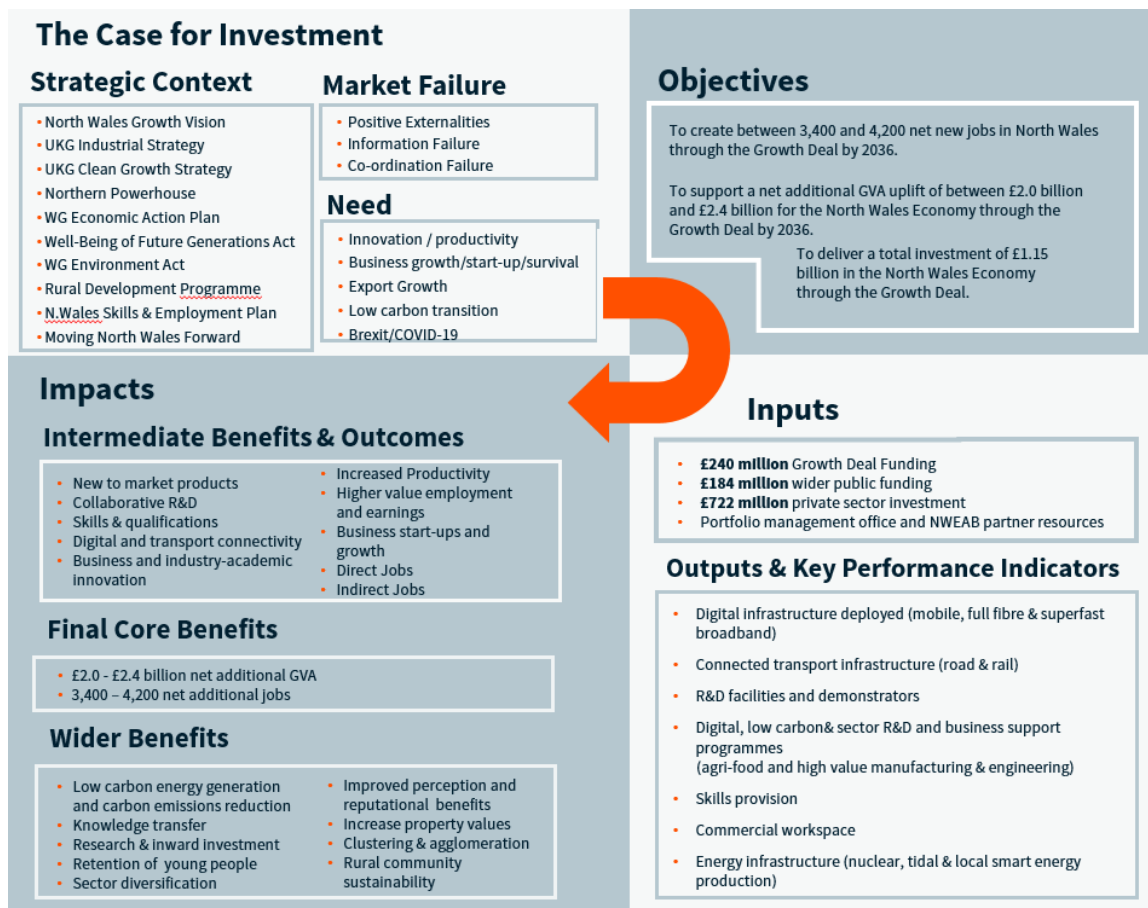 The Case for Investment
Strategic Context
• North Wales Growth Vision
• UKG Industrial Strategy
• UKG Clean Growth Strategy
• Northern Powerhouse
• WG Economic Action Plan
• Well-Being of Future Generations Act
• WG Environment Act
• Rural Development Programme
• N.Wales Skills & Employment Plan
• Moving North Wales Forward
Market Failure
• Positive Externalities
• Information Failure
• Co-ordination Failure
Need
• Innovation / productivity
• Business growth/start-up/survival
• Export Growth
• Low carbon transition
• Brexit/COVID-19
Objectives
To create between 3,400 and 4,200 net new jobs in North Wales
through the Growth Deal by 2036.
To support a net additional GVA uplift of between £2.0 billion
and £2.4 billion for the North Wales Economy through the
Growth Deal by 2036.
To deliver a total investment of £1.15
billion in the North Wales Economy
through the Growth Deal.
Inputs
• £240 million Growth Deal Funding
• £184 million wider public funding
• £722 million private sector investment
• Portfolio management office and NWEAB partner resources
Outputs & Key Performance Indicators
• Digital infrastructure deployed (mobile, full fibre & superfast
broadband)
• Connected transport infrastructure (road & rail)
• R&D facilities and demonstrators
• Digital, low carbon& sector R&D and business support
programmes
(agri-food and high value manufacturing & engineering)
• Skills provision
• Commercial workspace
• Energy infrastructure (nuclear, tidal & local smart energy
production)
Impacts
Intermediate Benefits & Outcomes
• New to market products
• Collaborative R&D
• Skills & qualifications
• Digital and transport connectivity
• Business and industry-academic
innovation
• Increased Productivity
• Higher value employment
and earnings
• Business start-ups and
growth
• Direct Jobs
• Indirect Jobs
Final Core Benefits
• £2.0 - £2.4 billion net additional GVA
• 3,400 – 4,200 net additional jobs
Wider Benefits
• Low carbon energy generation
and carbon emissions reduction
• Knowledge transfer
• Research & inward investment
• Retention of young people
• Sector diversification
• Improved perception and
reputational benefits
• Increase property values
• Clustering & agglomeration
• Rural community
sustainability